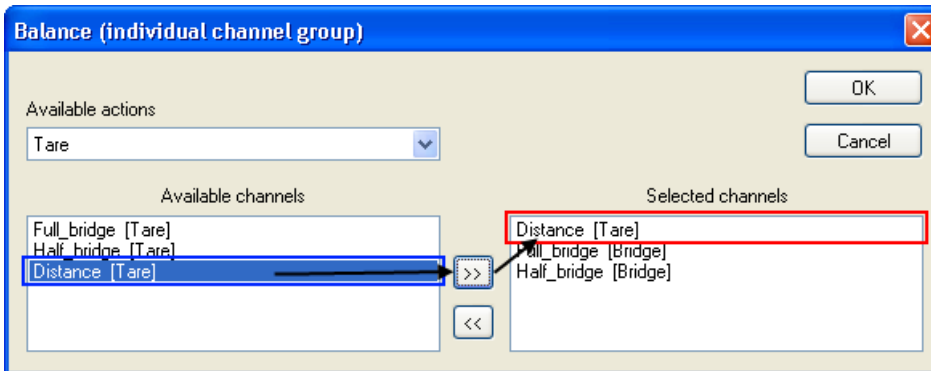 Balance (individual channel group)
OK
Available actions
Tare
Cancel
Available channels
Selected channels
Full_bridge [Tare]
Half_bridge [Tare]
Distance [Tare]
>>
<<
Distance [Tare]
Full_bridge [Bridge]
Half_bridge [Bridge]